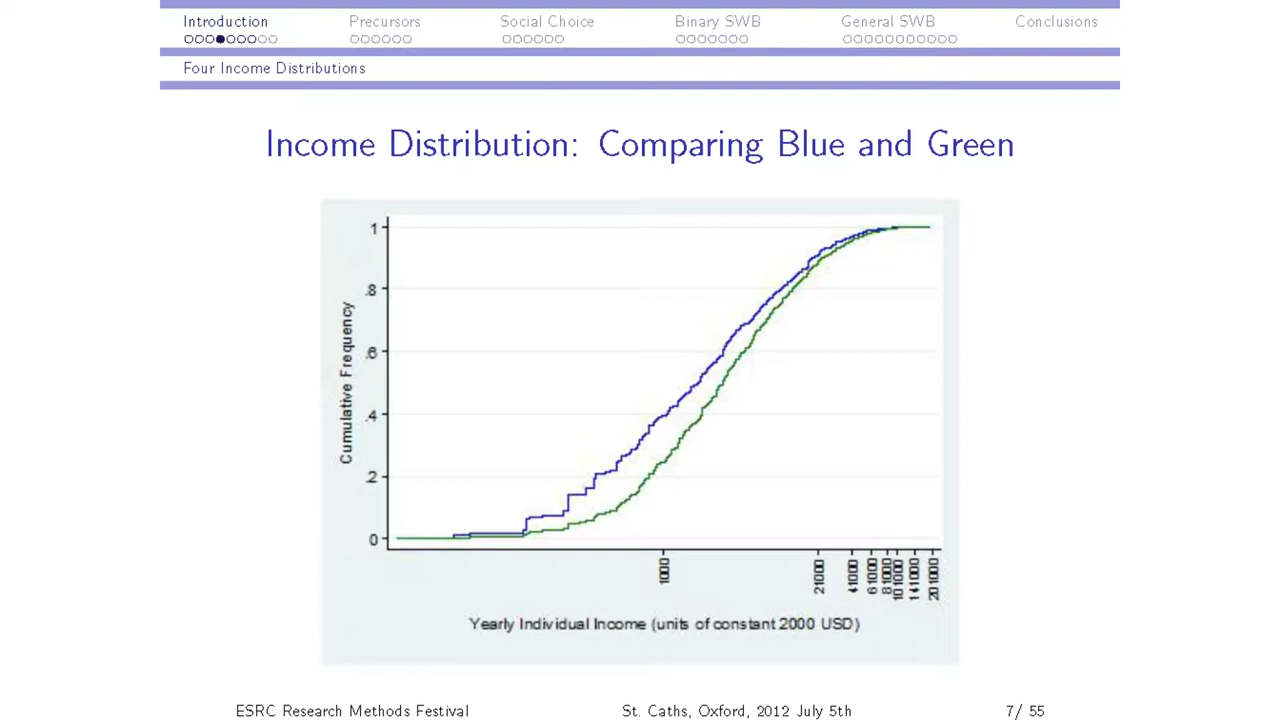 Introduction Precursors Social Choice Binary SWB General SWB Conclusions
Four Income Distributions
Income Distribution: Comparing Blue and Green
1
.8
.6
.4
.2
0
Cumulative Frequency
1000 21000 41000 61000 81000 101000 141000 201000
Yearly Individual Income (units of constant 2000 USD)
ESRC Research Methods Festival St. Caths, Oxford, 2012 July 5th 7/ 55